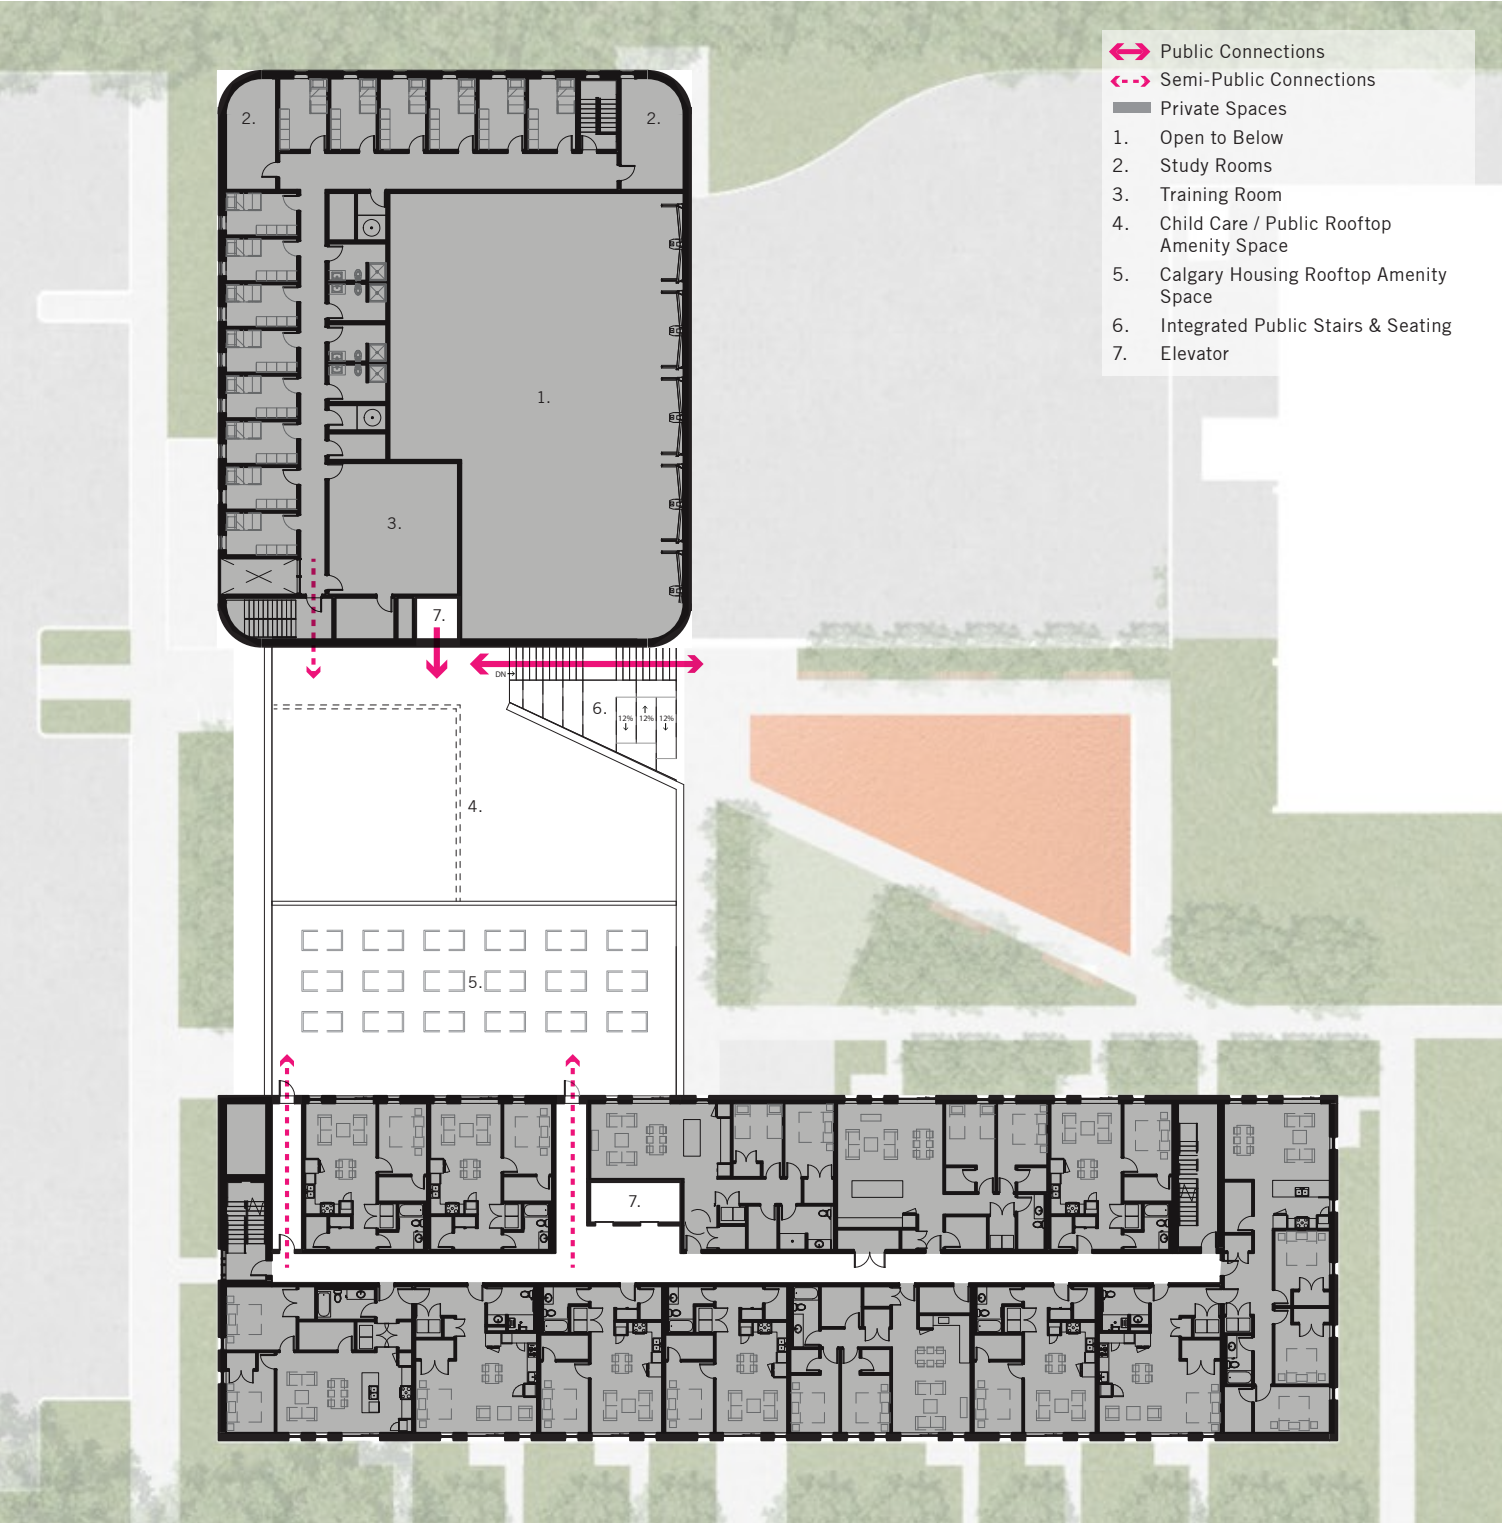 Public Connections
Semi-Public Connections
Private Spaces
1. Open to Below
2. Study Rooms
3. Training Room
4. Child Care / Public Rooftop
Amenity Space
5. Calgary Housing Rooftop Amenity
Space
6. Integrated Public Stairs & Seating
7. Elevator
2.
2.
1.
3.
7.
DN
6.
12%
12%
12%
4.
5.
7.